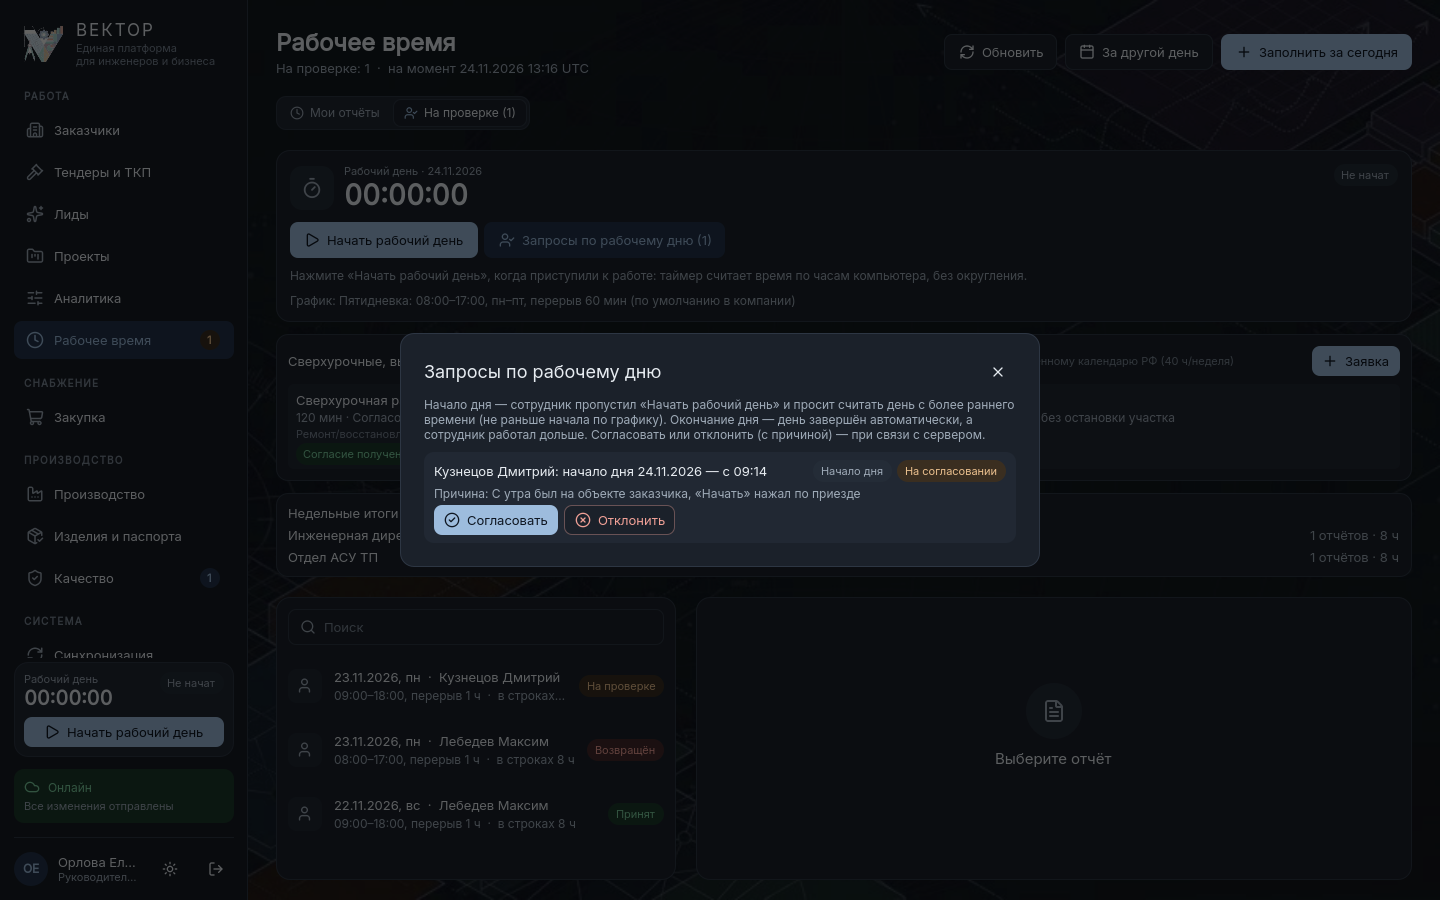 ВЕКТОР
Единая платформа
для инженеров и бизнеса
РАБОТА
Заказчики
Тендеры и ТКП
Лиды
Проекты
Аналитика
Рабочее время 1
СНАБЖЕНИЕ
Закупка
ПРОИЗВОДСТВО
Производство
Изделия и паспорта
Качество 1
СИСТЕМА
Синхронизация
Рабочий день
Не начат
00:00:00
Начать рабочий день
Онлайн
Все изменения отправлены
OE
Орлова Ел...
Руководител...
Рабочее время
На проверке: 1 · на момент 24.11.2026 13:16 UTC
Обновить
За другой день
Заполнить за сегодня
Мои отчёты
На проверке (1)
Рабочий день · 24.11.2026
00:00:00
Не начат
Начать рабочий день
Запросы по рабочему дню (1)
Нажмите «Начать рабочий день», когда приступили к работе: таймер считает время по часам компьютера, без округления.
График: Пятидневка: 08:00–17:00, пн–пт, перерыв 60 мин (по умолчанию в компании)
Сверхурочные, вы
нному календарю РФ (40 ч/неделя)
Заявка
Сверхурочная р
120 мин · Согласо
без остановки участка
Ремонт/восстановл
Согласие получен
Запросы по рабочему дню
Начало дня — сотрудник пропустил «Начать рабочий день» и просит считать день с более раннего
времени (не раньше начала по графику). Окончание дня — день завершён автоматически, а
сотрудник работал дольше. Согласовать или отклонить (с причиной) — при связи с сервером.
Кузнецов Дмитрий: начало дня 24.11.2026 — с 09:14
Начало дня
На согласовании
Причина: С утра был на объекте заказчика, «Начать» нажал по приезде
Согласовать
Отклонить
Недельные итоги
Инженерная дире
1 отчётов · 8 ч
Отдел АСУ ТП
1 отчётов · 8 ч
Поиск
23.11.2026, пн · Кузнецов Дмитрий
09:00–18:00, перерыв 1 ч · в строках...
На проверке
23.11.2026, пн · Лебедев Максим
08:00–17:00, перерыв 1 ч · в строках 8 ч
Возвращён
22.11.2026, вс · Лебедев Максим
09:00–18:00, перерыв 1 ч · в строках 8 ч
Принят
Выберите отчёт